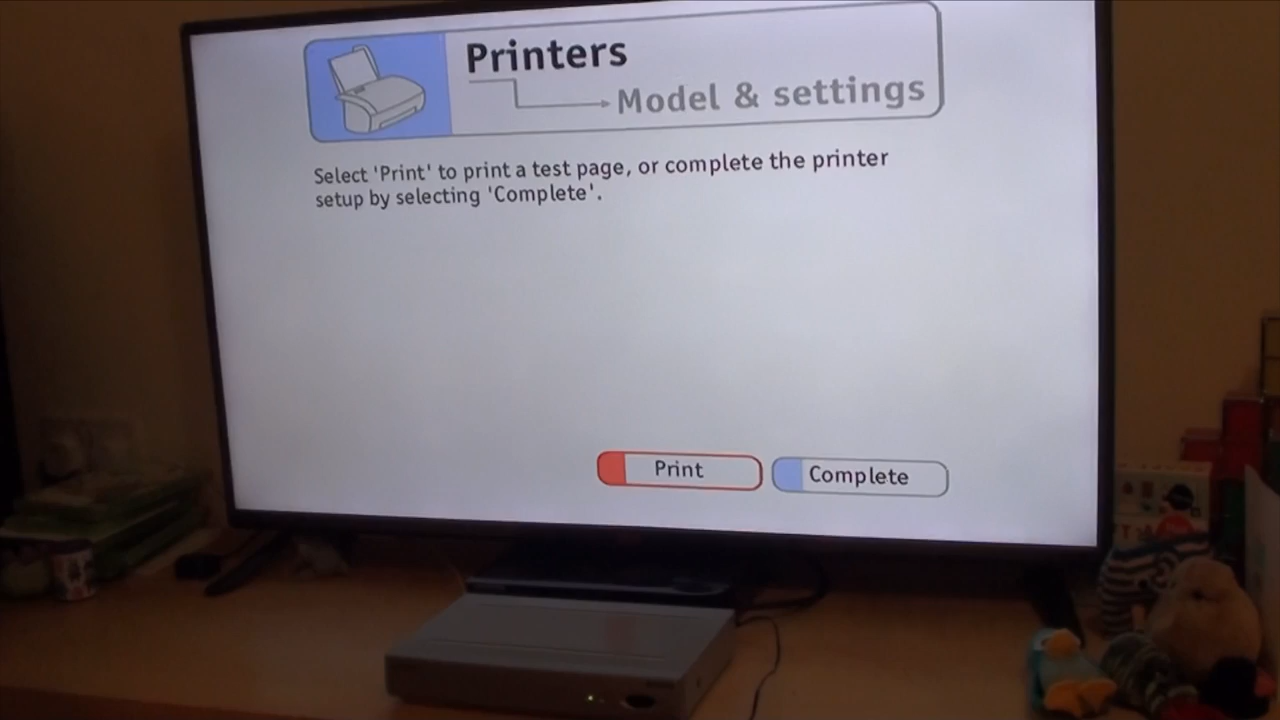 Printers
Model & settings
Select 'Print' to print a test page, or complete the printer
setup by selecting 'Complete'.
Print
Complete